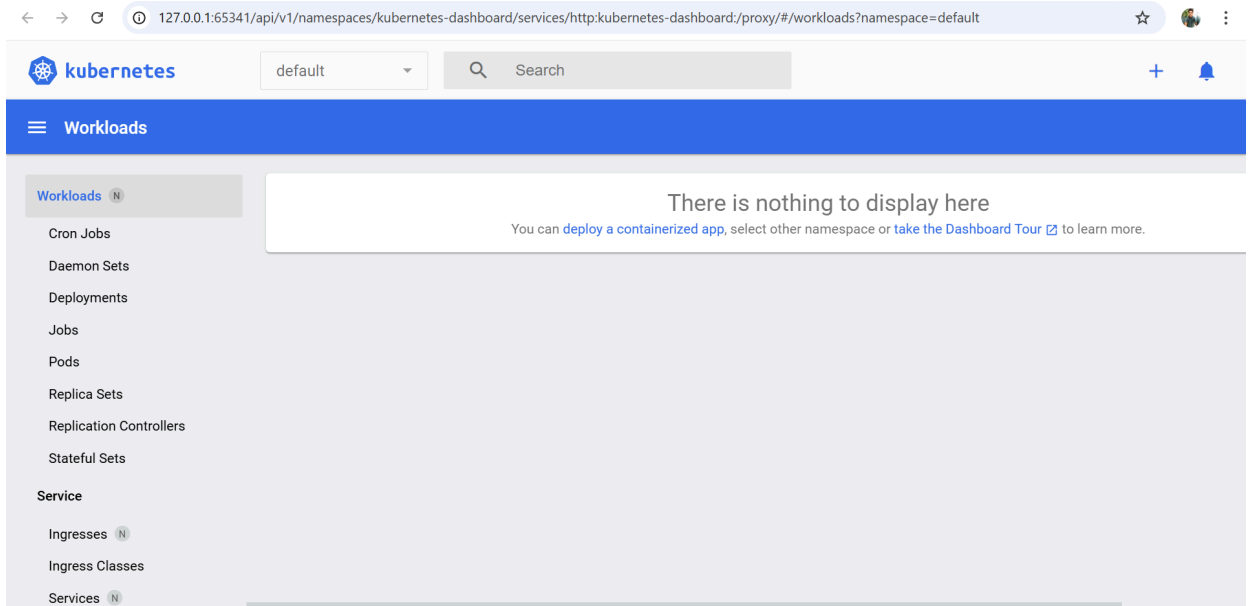 127.0.0.1:65341/api/v1/namespaces/kubernetes-dashboard/services/http:kubernetes-dashboard:/proxy/#/workloads?namespace=default
kubernetes
default
Search
Workloads
Workloads N
Cron Jobs
Daemon Sets
Deployments
Jobs
Pods
Replica Sets
Replication Controllers
Stateful Sets
Service
Ingresses N
Ingress Classes
Services N
There is nothing to display here
You can deploy a containerized app, select other namespace or take the Dashboard Tour to learn more.